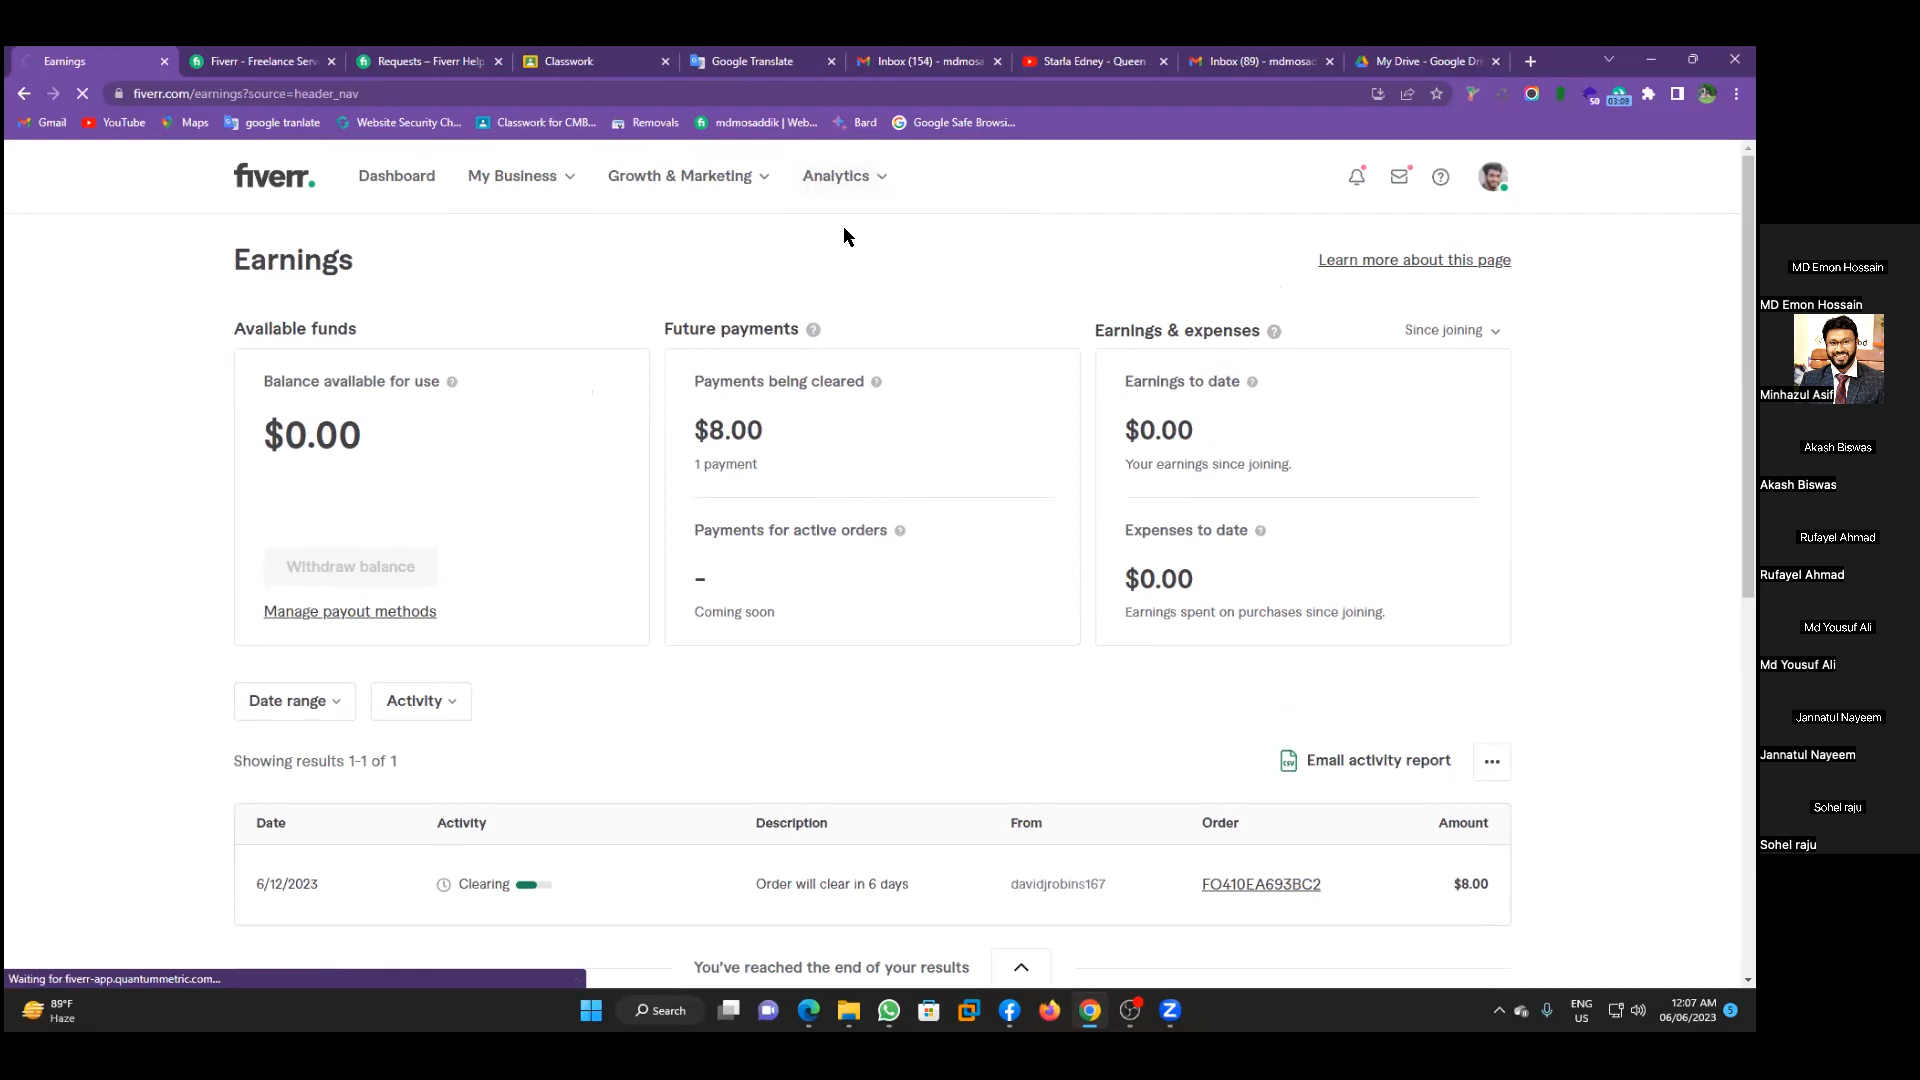 Earnings
Fiverr - Freelance Serv
Requests – Fiverr Help
Classwork
Google Translate
Inbox (154) - mdmosa
Starla Edney - Queen
Inbox (89) - mdmosad
My Drive - Google Dri
fiverr.com/earnings?source=header_nav
50
03:08
Gmail
YouTube
Maps
google tranlate
Website Security Ch...
Classwork for CMB...
Removals
mdmosaddik | Web...
Bard
Google Safe Browsi...
fiverr.
Dashboard
My Business
Growth & Marketing
Analytics
Earnings
Learn more about this page
Available funds
Future payments
Earnings & expenses
Since joining
Balance available for use
$0.00
Withdraw balance
Manage payout methods
Payments being cleared
$8.00
1 payment
Payments for active orders
-
Coming soon
Earnings to date
$0.00
Your earnings since joining.
Expenses to date
$0.00
Earnings spent on purchases since joining.
Date range
Activity
Showing results 1-1 of 1
CSV
Email activity report
Date Activity Description From Order Amount
6/12/2023 Clearing Order will clear in 6 days davidjrobins167 FO410EA693BC2 $8.00
You've reached the end of your results
Waiting for fiverr-app.quantummetric.com...
89°F
Haze
Search
ENG
US
12:07 AM
06/06/2023
5
MD Emon Hossain
MD Emon Hossain
bd
Minhazul Asif
Akash Biswas
Akash Biswas
Rufayel Ahmad
Rufayel Ahmad
Md Yousuf Ali
Md Yousuf Ali
Jannatul Nayeem
Jannatul Nayeem
Sohel raju
Sohel raju